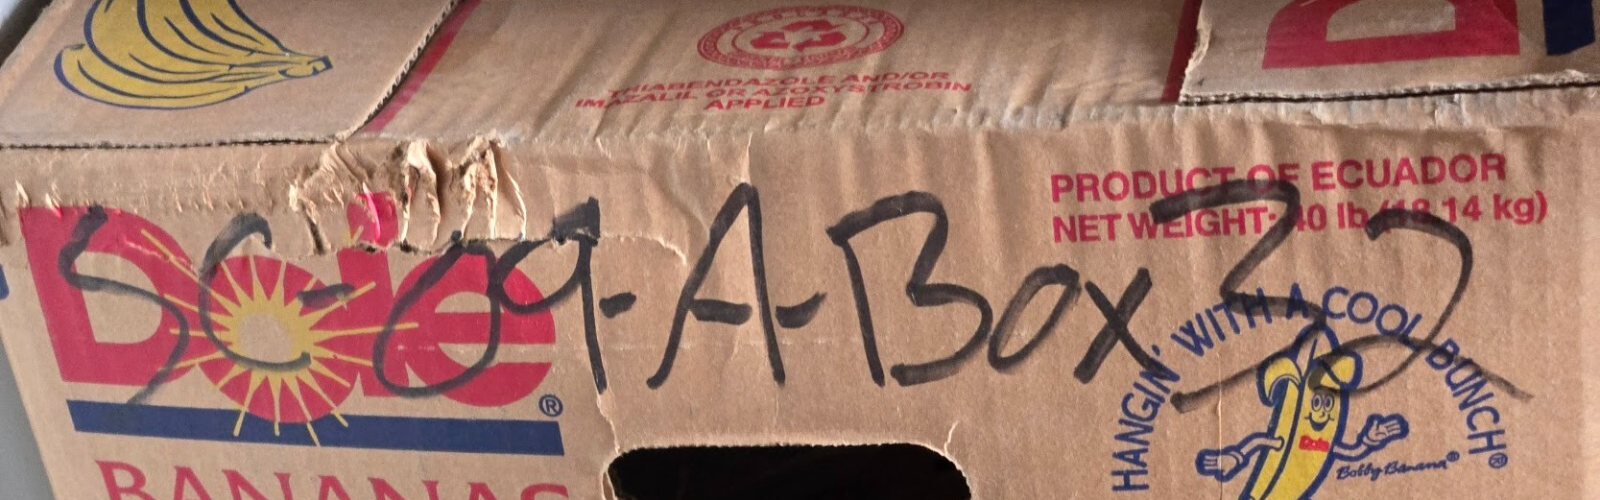 THIABENDAZOLE AND/OR
IMAZALIL OR AZOXYSTROBIN
APPLIED
PRODUCT OF ECUADOR
NET WEIGHT: 40 lb (18.14 kg)
Dole®
SC-09-A-Box 32
HANGIN' WITH A COOL BUNCH®
Bobby Banana®
BANANAS